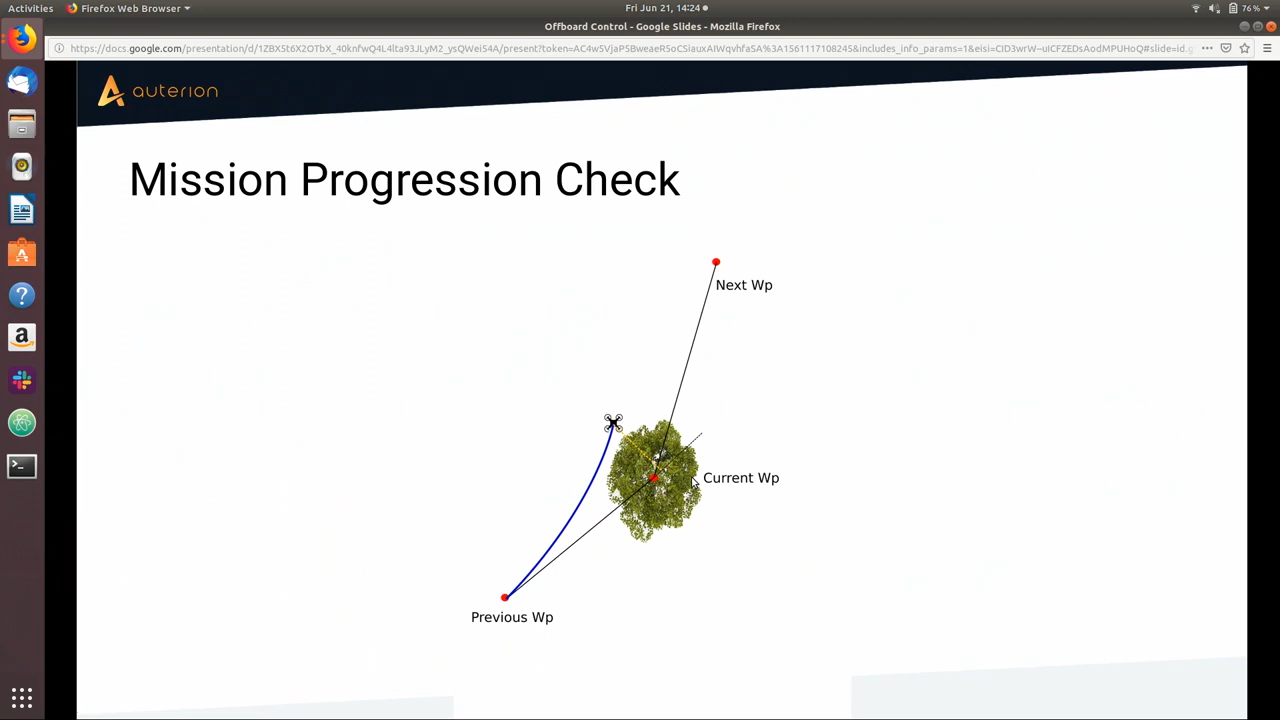 Activities
Firefox Web Browser
Fri Jun 21, 14:24
76%
Offboard Control - Google Slides - Mozilla Firefox
auterion
Mission Progression Check
Next Wp
Current Wp
Previous Wp